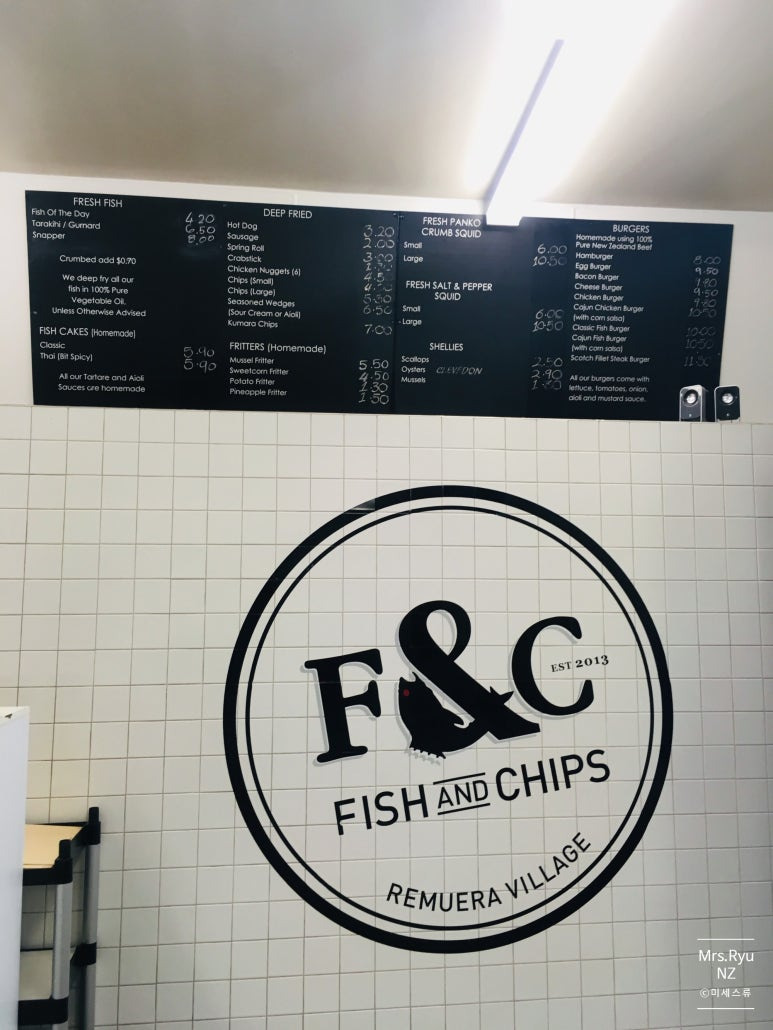 FRESH FISH
Fish Of The Day 4.20
Tarakihi / Gurnard 6.50
Snapper 8.00
Crumbed add $0.70
We deep fry all our
fish in 100% Pure
Vegetable Oil.
Unless Otherwise Advised
FISH CAKES (Homemade)
Classic 5.90
Thai (Bit Spicy) 5.90
All our Tartare and Aioli
Sauces are homemade
DEEP FRIED
Hot Dog 3.20
Sausage 2.00
Spring Roll
Crabstick
Chicken Nuggets (6)
Chips (Small)
Chips (Large)
Seasoned Wedges
(Sour Cream or Aioli) 6.50
Kumara Chips 7.00
FRITTERS (Homemade)
Mussel Fritter 5.50
Sweetcorn Fritter 4.50
Potato Fritter 1.30
Pineapple Fritter 1.50
FRESH PANKO
CRUMB SQUID
Small 6.00
Large 10.50
FRESH SALT & PEPPER
SQUID
Small 6.00
Large 10.50
SHELLIES
Scallops 2.50
Oysters CLEVEDON 2.90
Mussels
BURGERS
Homemade using 100%
Pure New Zealand Beef
Hamburger 8.00
Egg Burger 9.50
Bacon Burger
Cheese Burger
Chicken Burger
Cajun Chicken Burger 10.50
(with corn salsa)
Classic Fish Burger 10.00
Cajun Fish Burger 10.50
(with corn salsa)
Scotch Fillet Steak Burger
All our burgers come with
lettuce, tomatoes, onion,
aioli and mustard sauce.
F&C
EST 2013
FISH AND CHIPS
REMUERA VILLAGE
Mrs.Ryu
NZ
ⓒ미세스류